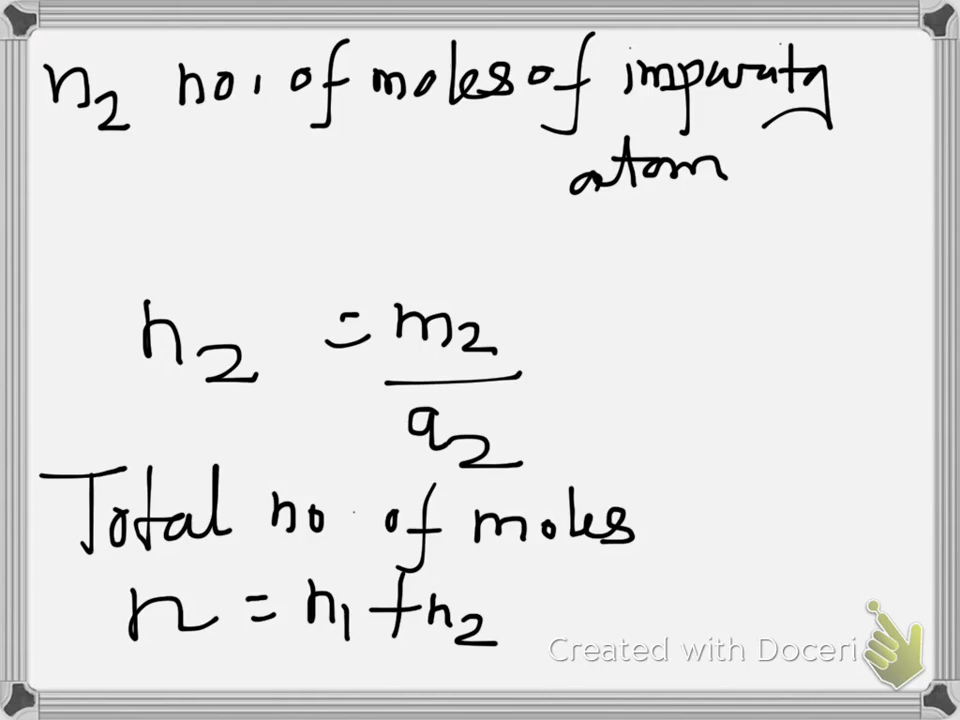 n₂ no. of moles of impurity
atom
n₂ = m₂/a₂
Total no of moles
n = n₁ + n₂
Created with Doceri